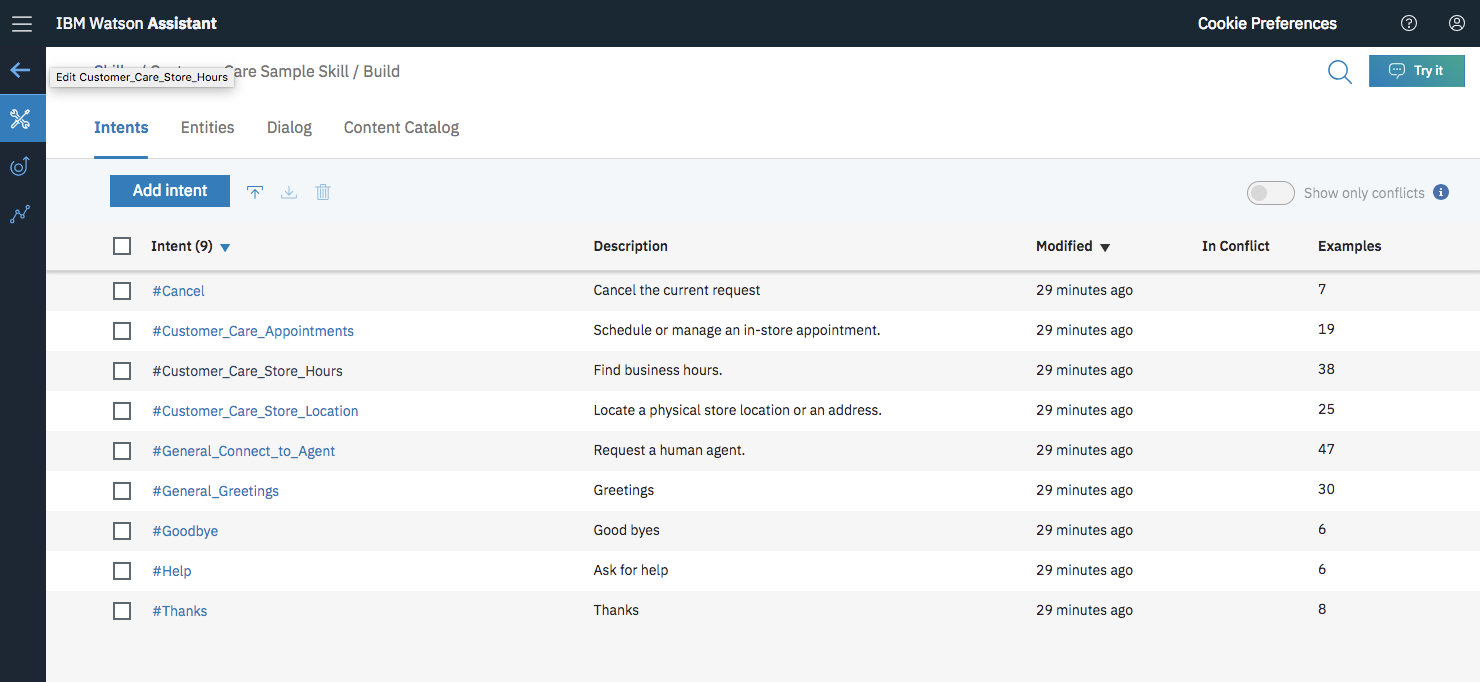 IBM Watson Assistant Cookie Preferences
Care Sample Skill / Build
Edit Customer_Care_Store_Hours
Try it
Intents Entities Dialog Content Catalog
Add intent Show only conflicts
Intent (9) Description Modified In Conflict Examples
#Cancel Cancel the current request 29 minutes ago 7
#Customer_Care_Appointments Schedule or manage an in-store appointment. 29 minutes ago 19
#Customer_Care_Store_Hours Find business hours. 29 minutes ago 38
#Customer_Care_Store_Location Locate a physical store location or an address. 29 minutes ago 25
#General_Connect_to_Agent Request a human agent. 29 minutes ago 47
#General_Greetings Greetings 29 minutes ago 30
#Goodbye Good byes 29 minutes ago 6
#Help Ask for help 29 minutes ago 6
#Thanks Thanks 29 minutes ago 8